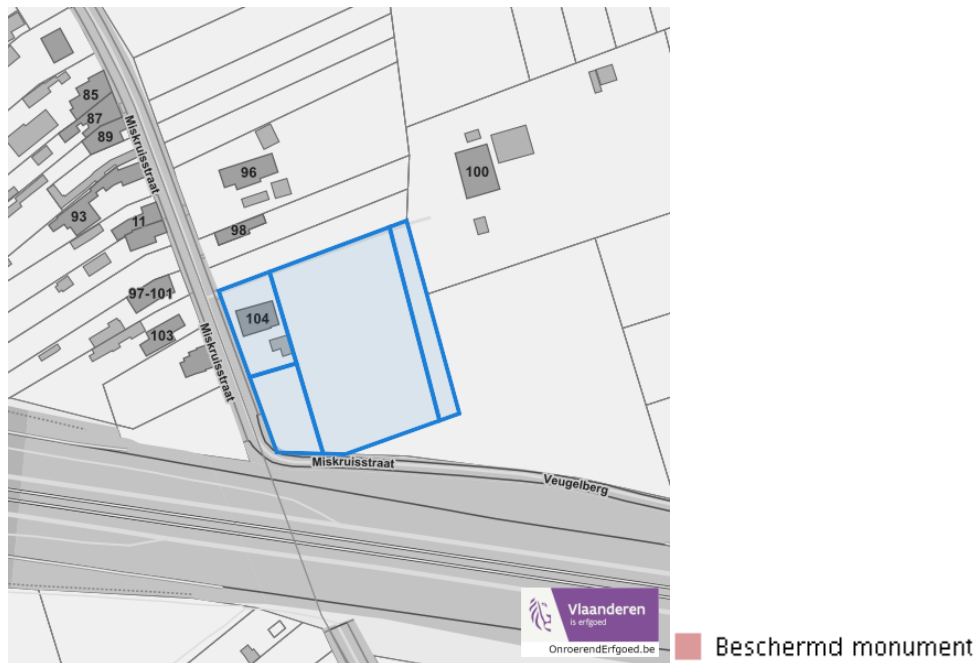 85
87
89
Miskruisstraat
96
100
93
11
98
97-101
104
103
Miskruisstraat
Miskruisstraat
Veugelberg
Vlaanderen
is erfgoed
OnroerendErfgoed.be
Beschermd monument